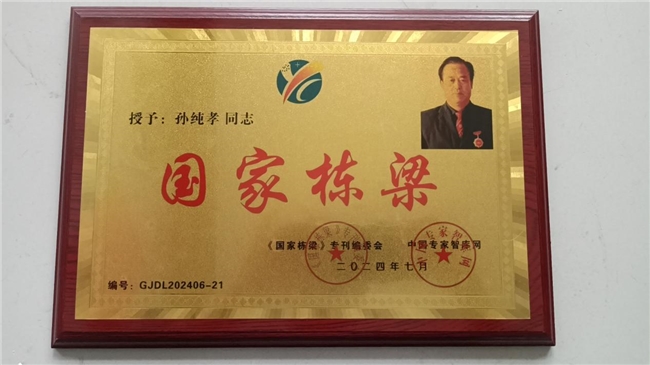 授予：孙纯孝 同志
国家栋梁
《国家栋梁》专刊编委会 中国专家智库网
二〇二四年七月
编号：GJDL202406-21